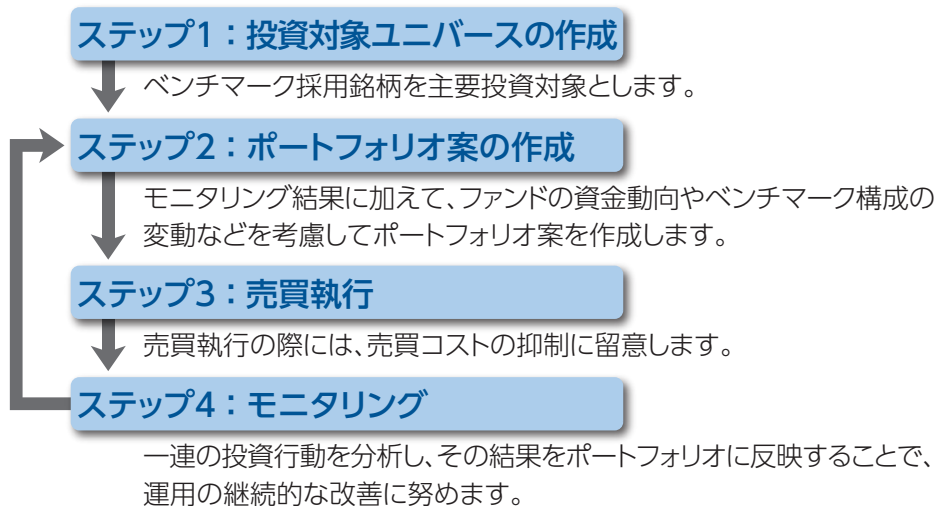 ステップ1：投資対象ユニバースの作成
ベンチマーク採用銘柄を主要投資対象とします。
ステップ2：ポートフォリオ案の作成
モニタリング結果に加えて、ファンドの資金動向やベンチマーク構成の
変動などを考慮してポートフォリオ案を作成します。
ステップ3：売買執行
売買執行の際には、売買コストの抑制に留意します。
ステップ4：モニタリング
一連の投資行動を分析し、その結果をポートフォリオに反映することで、
運用の継続的な改善に努めます。